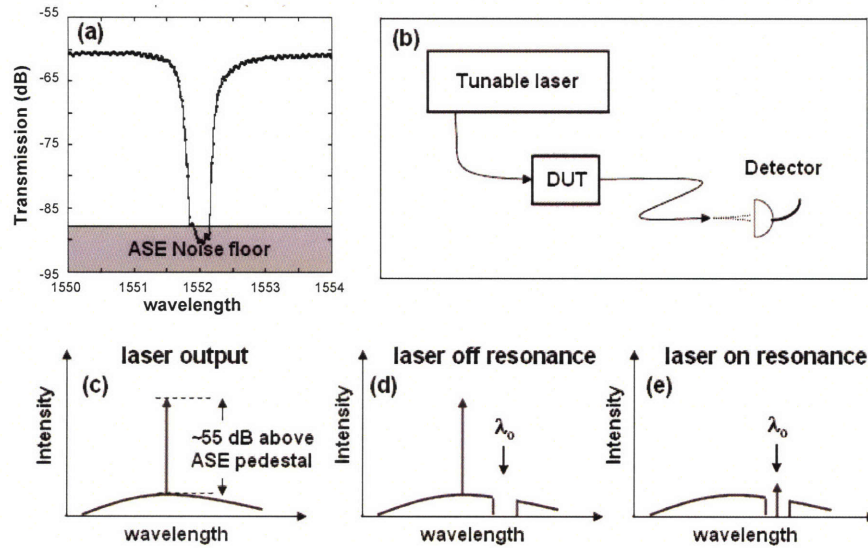 (a)
-55
-65
-75
-85
-95
Transmission (dB)
ASE Noise floor
1550 1551 1552 1553 1554
wavelength
(b)
Tunable laser
DUT
Detector
laser output
(c)
Intensity
~55 dB above
ASE pedestal
wavelength
laser off resonance
(d)
Intensity
λo
wavelength
laser on resonance
(e)
Intensity
λo
wavelength